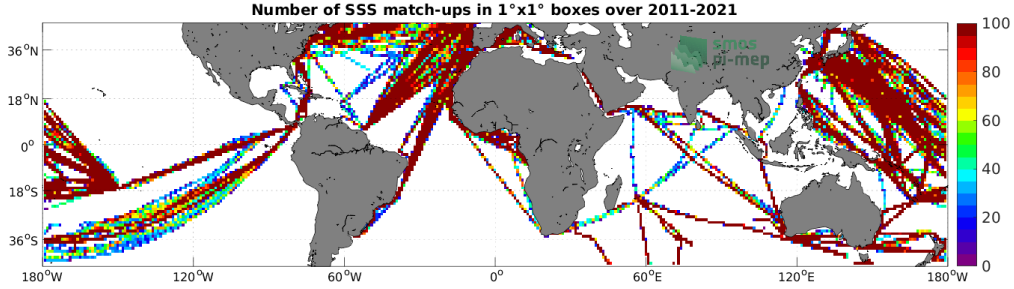 Number of SSS match-ups in 1°x1° boxes over 2011-2021
36°N
18°N
0°
18°S
36°S
180°W
120°W
60°W
0°
60°E
120°E
180°W
100
80
60
40
20
0
smos
pi-mep